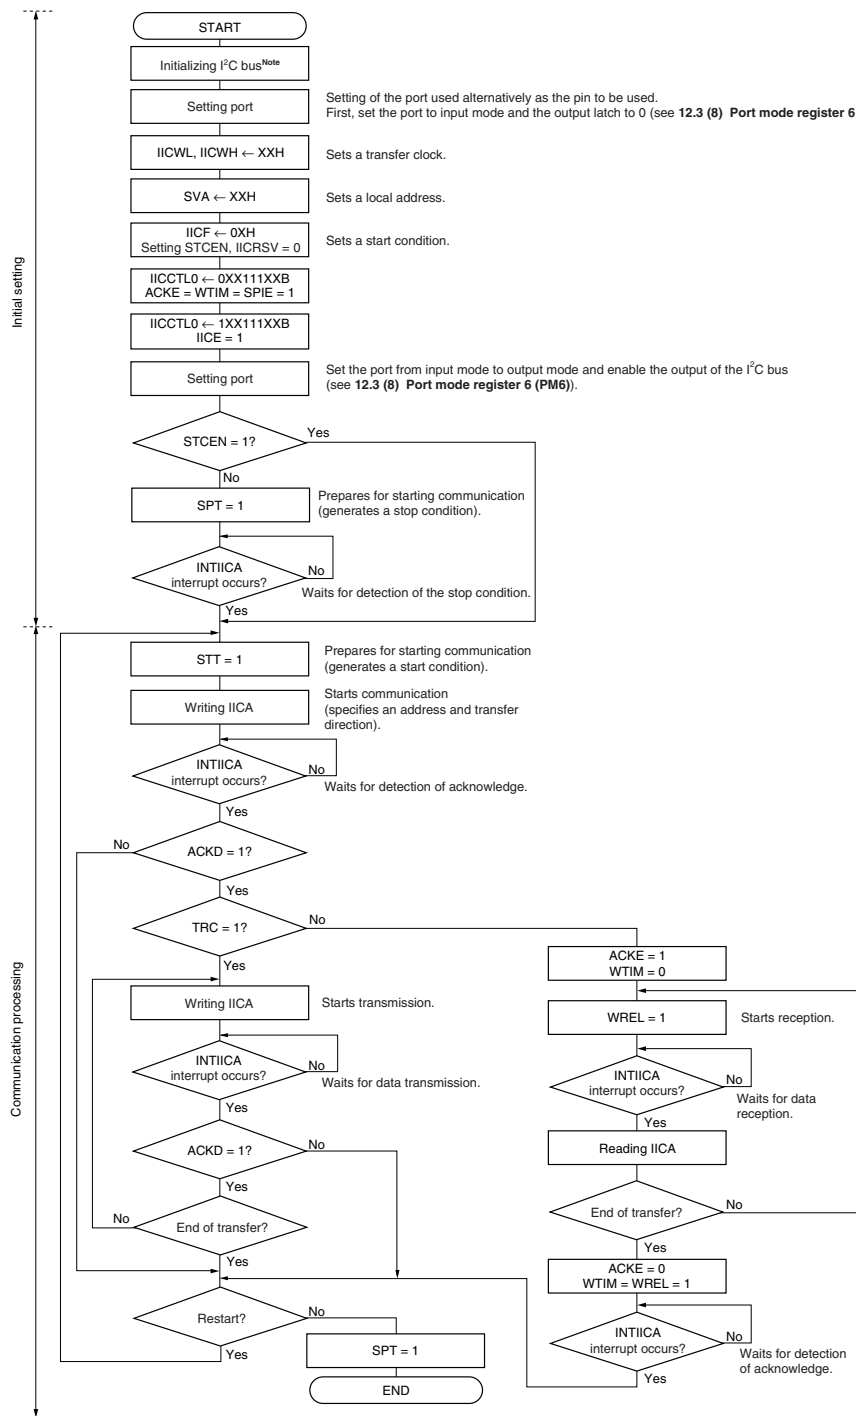 START
Initializing I²C bus^Note
Setting port
Setting of the port used alternatively as the pin to be used.
First, set the port to input mode and the output latch to 0 (see 12.3 (8) Port mode register 6
IICWL, IICWH ← XXH
Sets a transfer clock.
SVA ← XXH
Sets a local address.
IICF ← 0XH
Setting STCEN, IICRSV = 0
Sets a start condition.
Initial setting
IICCTL0 ← 0XX111XXB
ACKE = WTIM = SPIE = 1
IICCTL0 ← 1XX111XXB
IICE = 1
Setting port
Set the port from input mode to output mode and enable the output of the I²C bus
(see 12.3 (8) Port mode register 6 (PM6)).
STCEN = 1?
Yes
No
SPT = 1
Prepares for starting communication
(generates a stop condition).
INTIICA
interrupt occurs?
No
Waits for detection of the stop condition.
Yes
STT = 1
Prepares for starting communication
(generates a start condition).
Writing IICA
Starts communication
(specifies an address and transfer
direction).
INTIICA
interrupt occurs?
No
Waits for detection of acknowledge.
Yes
No
ACKD = 1?
Yes
TRC = 1?
No
Yes
Communication processing
Writing IICA
Starts transmission.
INTIICA
interrupt occurs?
No
Waits for data transmission.
Yes
ACKD = 1?
No
Yes
No
End of transfer?
Yes
Restart?
No
Yes
SPT = 1
END
ACKE = 1
WTIM = 0
WREL = 1
Starts reception.
INTIICA
interrupt occurs?
No
Waits for data
reception.
Yes
Reading IICA
End of transfer?
No
Yes
ACKE = 0
WTIM = WREL = 1
INTIICA
interrupt occurs?
No
Waits for detection
of acknowledge.
Yes